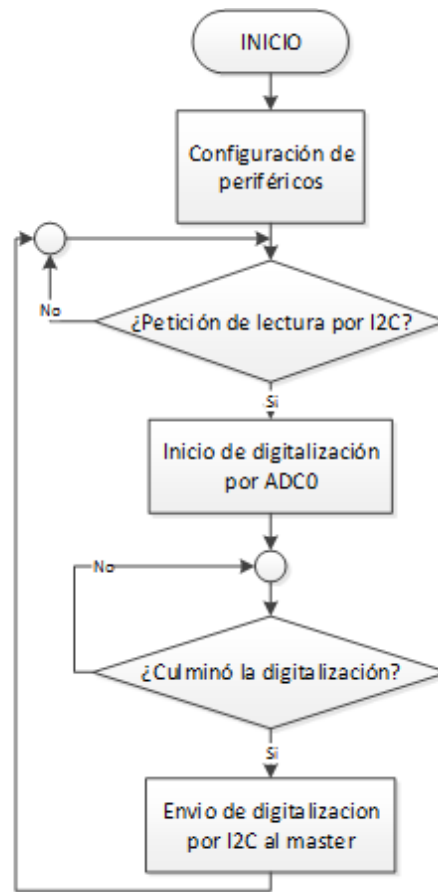 INICIO
Configuración de
periféricos
No
¿Petición de lectura por I2C?
Si
Inicio de digitalización
por ADC0
No
¿Culminó la digitalización?
Si
Envio de digitalizacion
por I2C al master